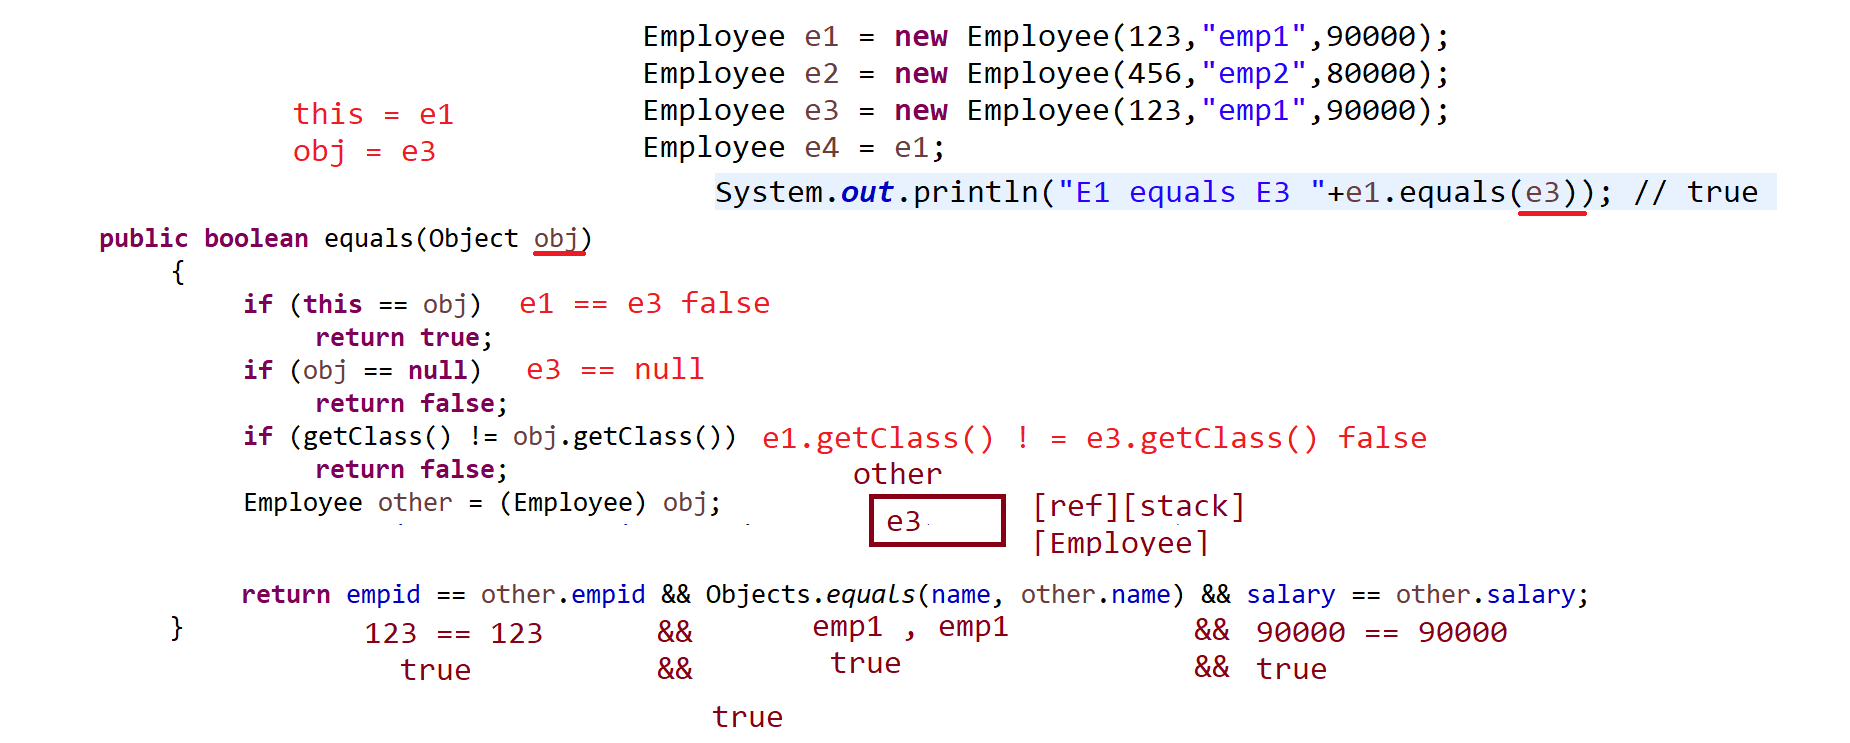 Employee e1 = new Employee(123,"emp1",90000);
Employee e2 = new Employee(456,"emp2",80000);
this = e1
Employee e3 = new Employee(123,"emp1",90000);
obj = e3
Employee e4 = e1;
System.out.println("E1 equals E3 "+e1.equals(e3)); // true
public boolean equals(Object obj)
{
if (this == obj) e1 == e3 false
return true;
if (obj == null) e3 == null
return false;
if (getClass() != obj.getClass()) e1.getClass() ! = e3.getClass() false
return false;
other
Employee other = (Employee) obj;
e3 [ref][stack]
[Employee]
return empid == other.empid && Objects.equals(name, other.name) && salary == other.salary;
} 123 == 123 && emp1 , emp1 && 90000 == 90000
true && true && true
true